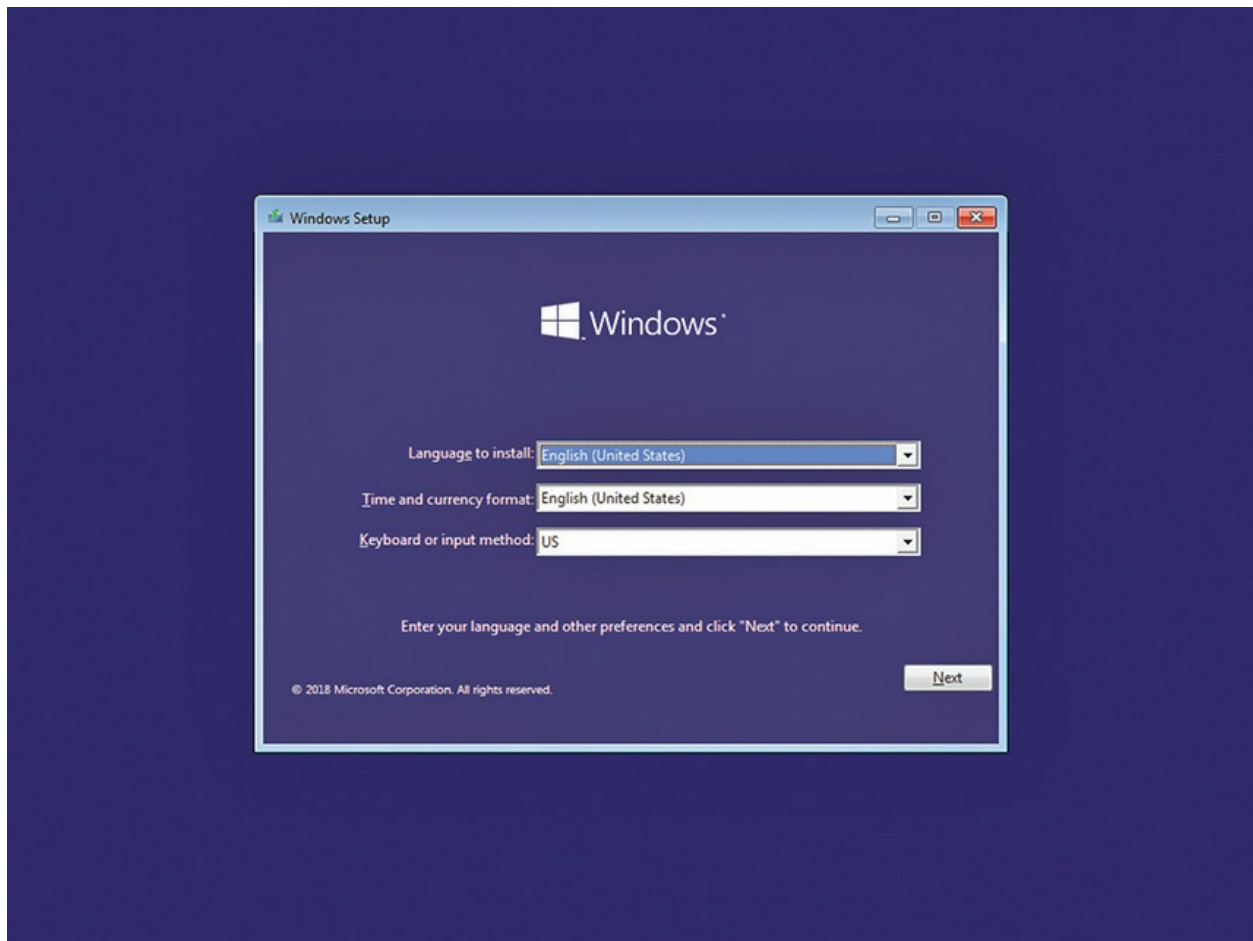 Windows Setup
Windows
Language to install: English (United States)
Time and currency format: English (United States)
Keyboard or input method: US
Enter your language and other preferences and click "Next" to continue.
Next
© 2018 Microsoft Corporation. All rights reserved.